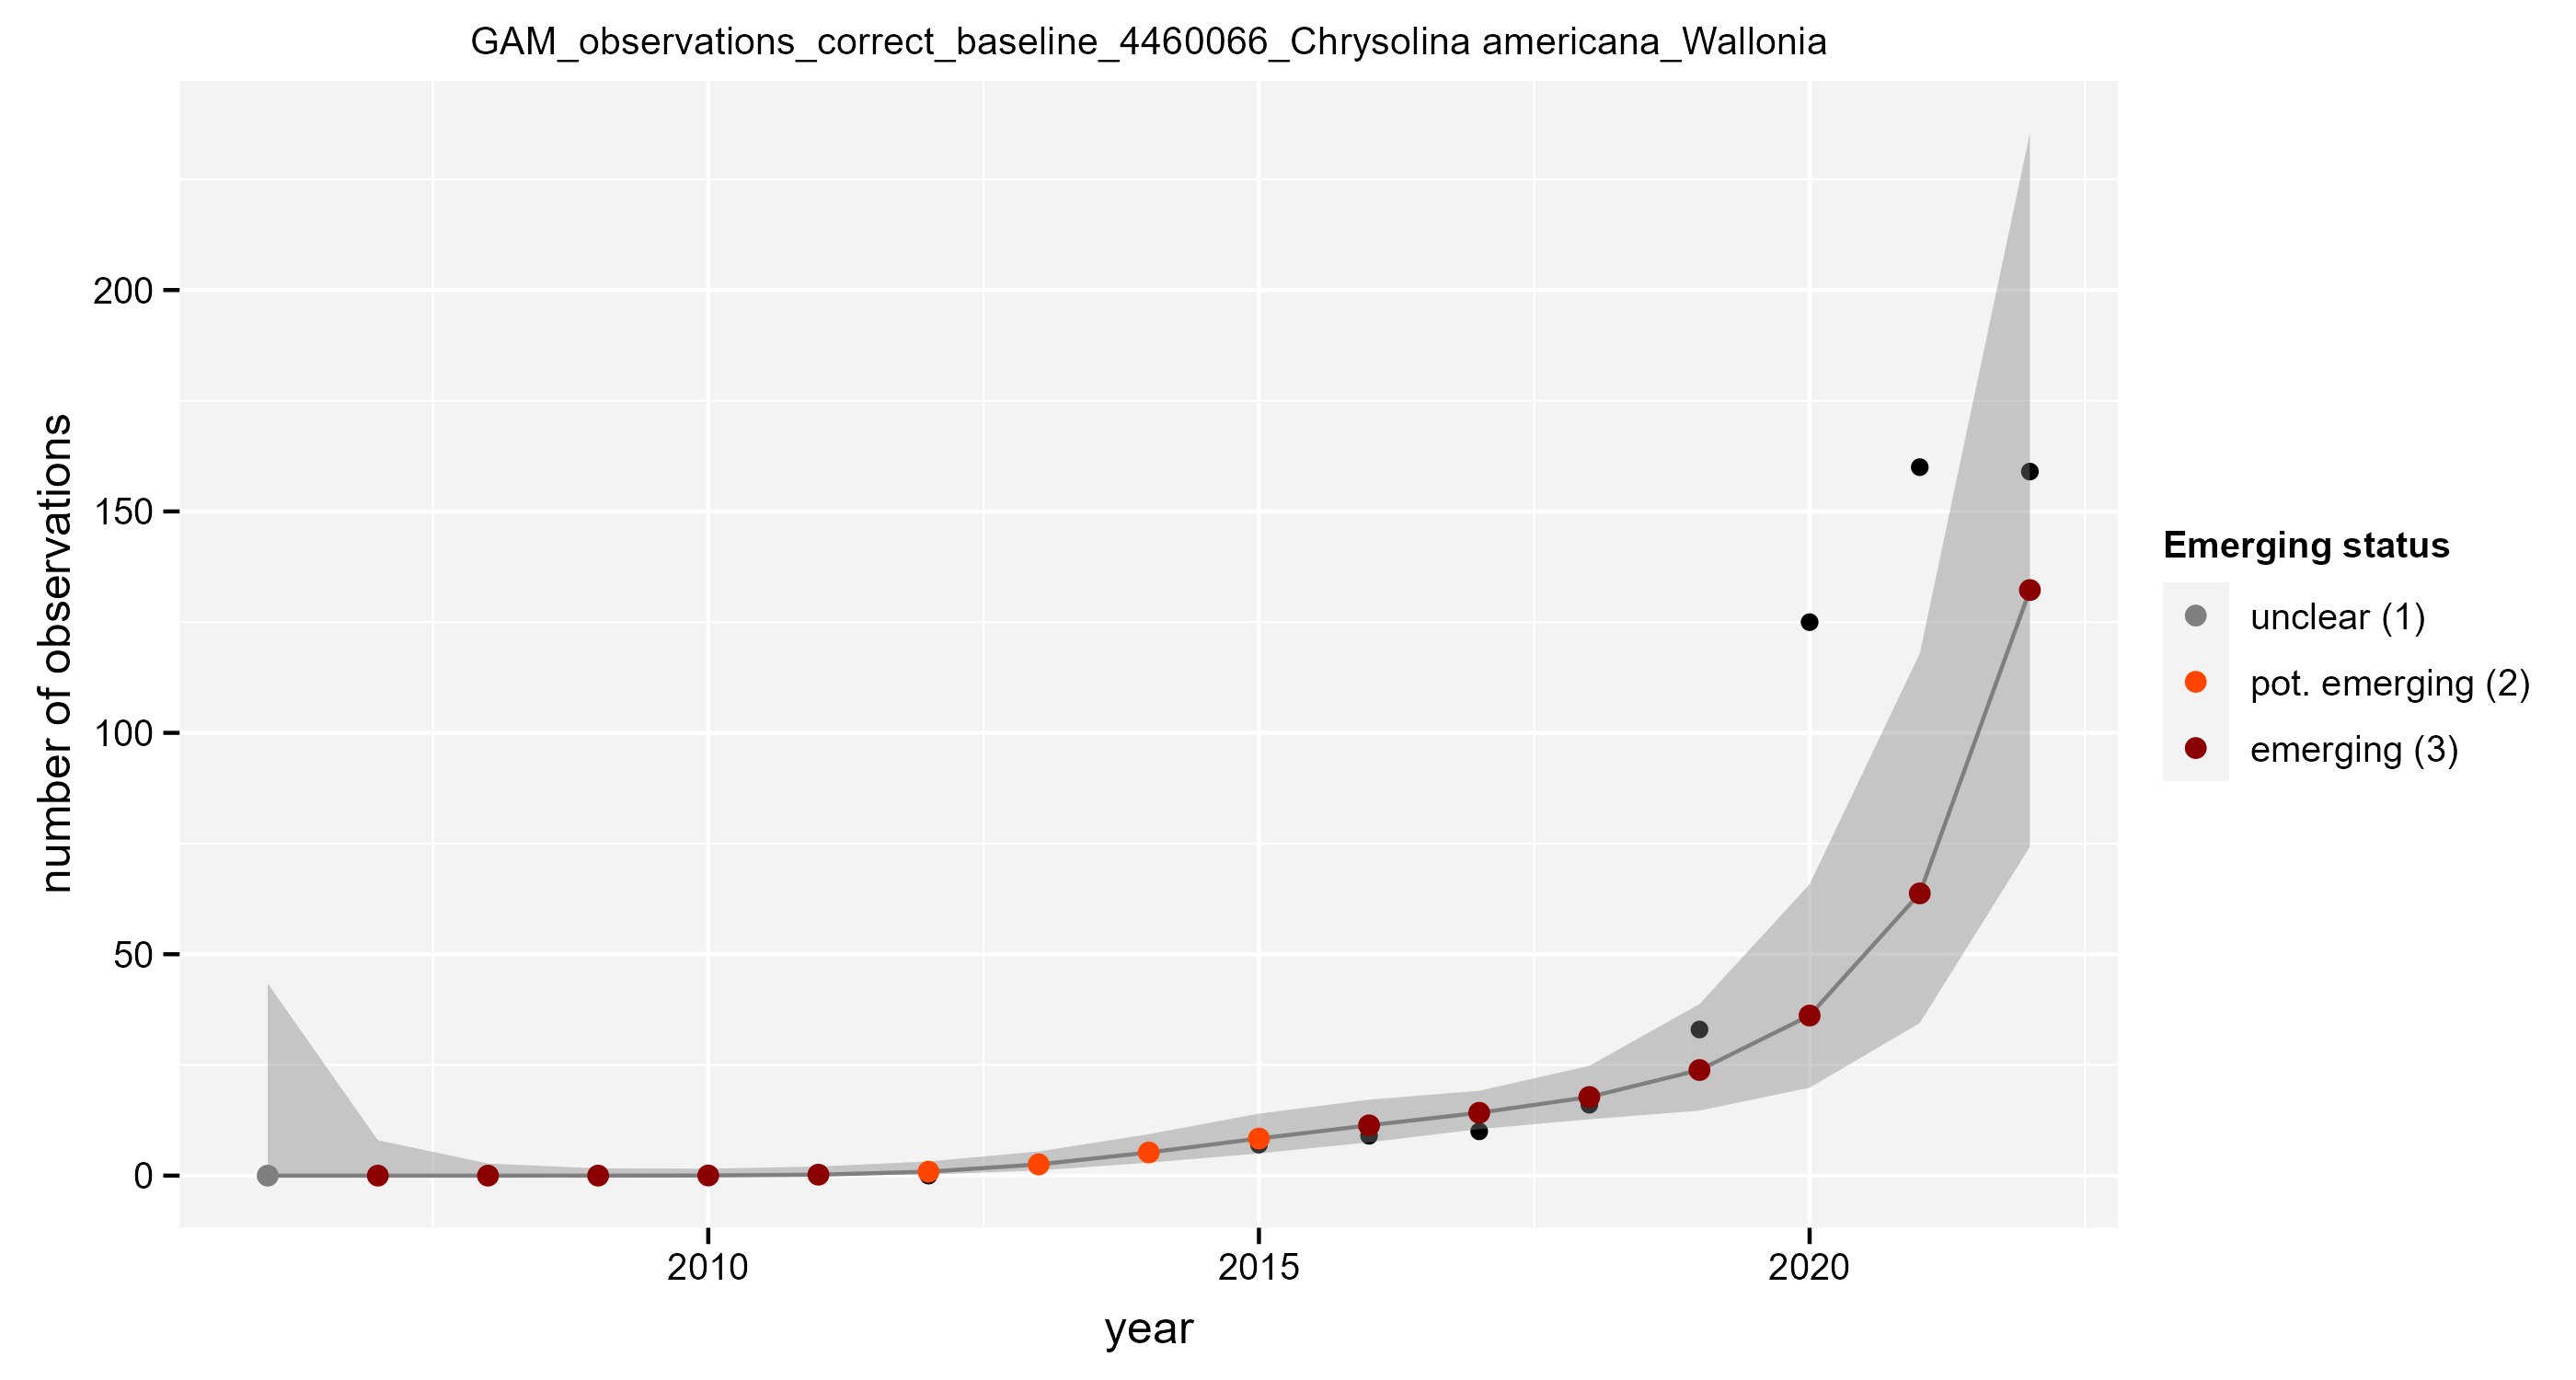 GAM_observations_correct_baseline_4460066_Chrysolina americana_Wallonia
number of observations
200
150
100
50
0
2010
2015
2020
year
Emerging status
unclear (1)
pot. emerging (2)
emerging (3)